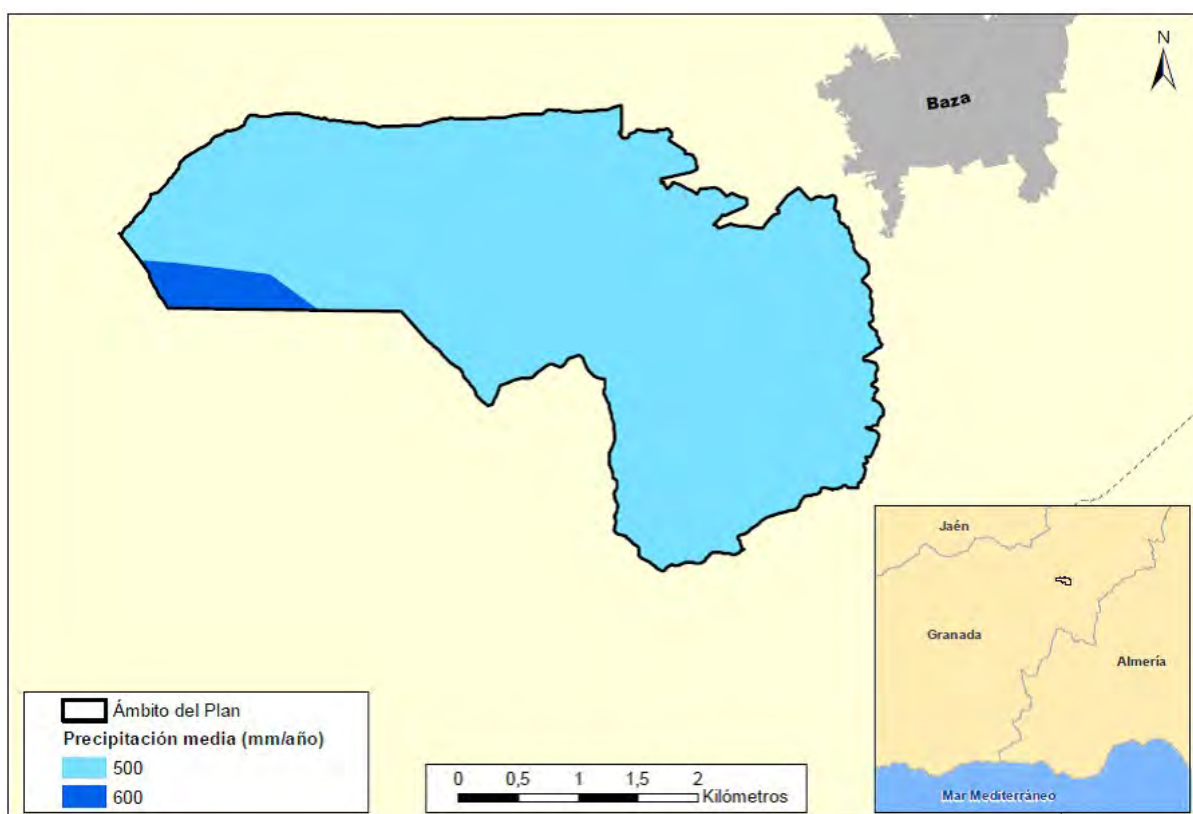 N
Baza
Jaén
Granada
Almería
Mar Mediterráneo
Ámbito del Plan
Precipitación media (mm/año)
500
600
0 0,5 1 1,5 2
Kilómetros